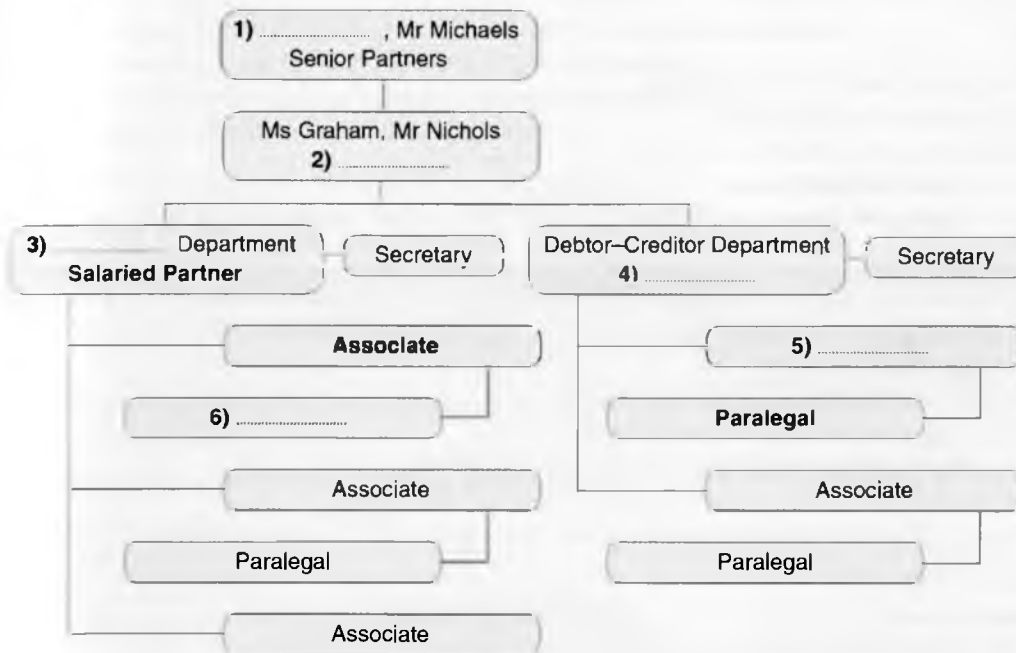 1) .................... , Mr Michaels
Senior Partners
Ms Graham, Mr Nichols
2) ....................
3) .................... Department
Salaried Partner
Secretary
Debtor–Creditor Department
4) ....................
Secretary
Associate
5) ....................
6) ....................
Paralegal
Associate
Associate
Paralegal
Paralegal
Associate